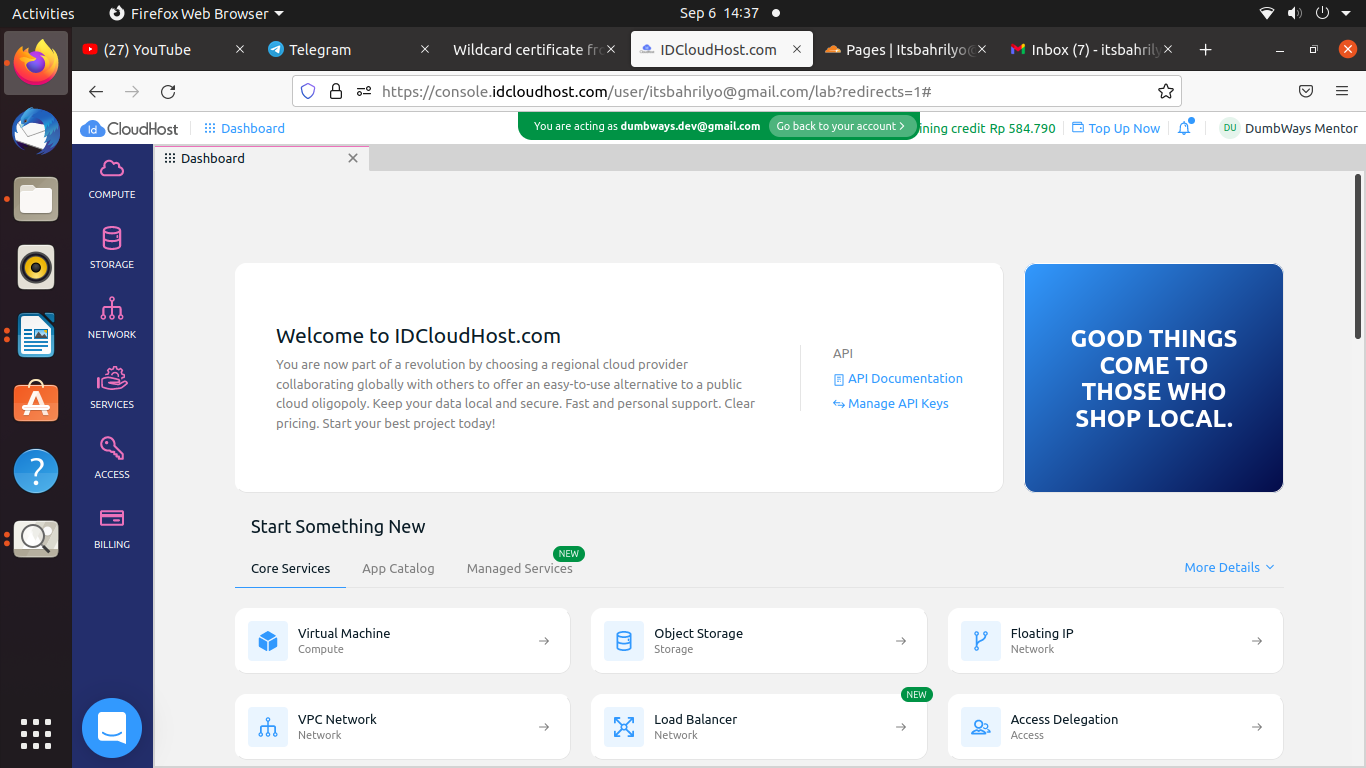 Activities
Firefox Web Browser
Sep 6 14:37
(27) YouTube
Telegram
Wildcard certificate fr
IDCloudHost.com
Pages | Itsbahrilyo@
Inbox (7) - itsbahrily
https://console.idcloudhost.com/user/itsbahrilyo@gmail.com/lab?redirects=1#
Id CloudHost
Dashboard
You are acting as dumbways.dev@gmail.com
Go back to your account >
ining credit Rp 584.790
Top Up Now
DU
DumbWays Mentor
Dashboard
COMPUTE
STORAGE
NETWORK
SERVICES
ACCESS
BILLING
Welcome to IDCloudHost.com
You are now part of a revolution by choosing a regional cloud provider
collaborating globally with others to offer an easy-to-use alternative to a public
cloud oligopoly. Keep your data local and secure. Fast and personal support. Clear
pricing. Start your best project today!
API
API Documentation
Manage API Keys
GOOD THINGS
COME TO
THOSE WHO
SHOP LOCAL.
Start Something New
Core Services
App Catalog
Managed Services
NEW
More Details
Virtual Machine
Compute
Object Storage
Storage
Floating IP
Network
VPC Network
Network
Load Balancer
Network
NEW
Access Delegation
Access